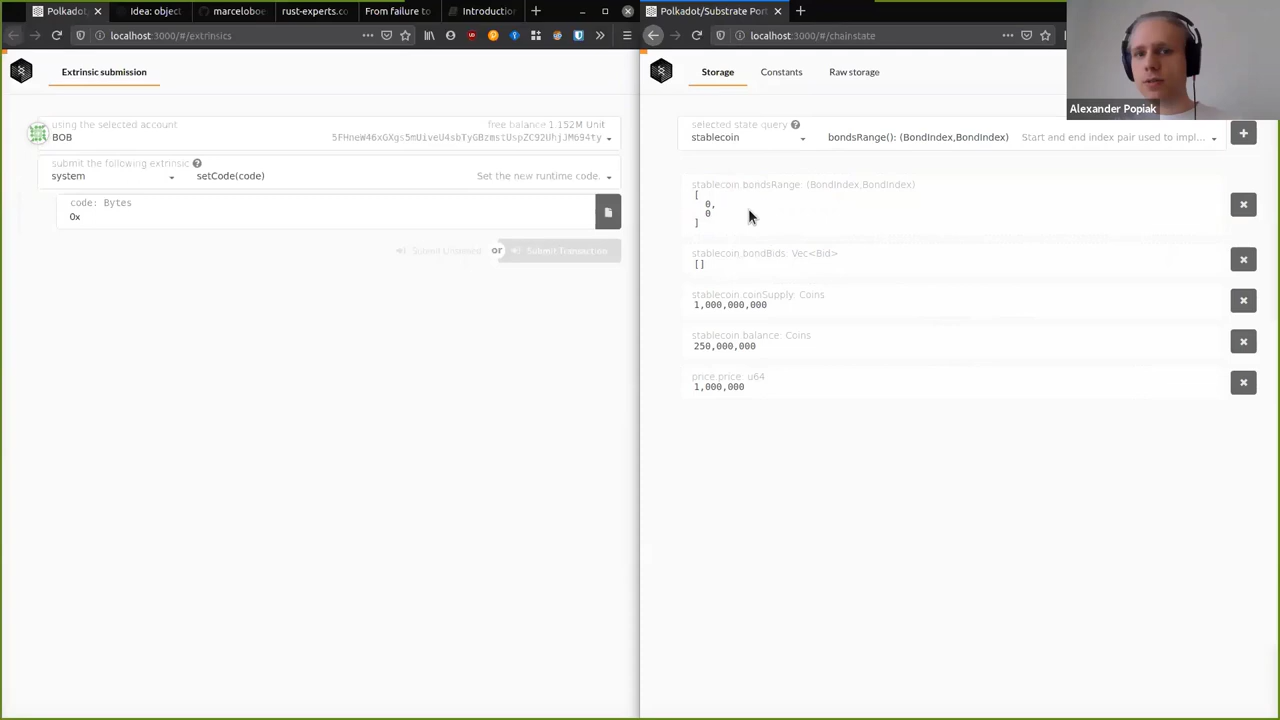 Polkadot/
Idea: object
marceloboe
rust-experts.co
From failure to
Introduction
Polkadot/Substrate Port
localhost:3000/#/extrinsics
localhost:3000/#/chainstate
Extrinsic submission
using the selected account
free balance 1.152M Unit
BOB
5FHneW46xGXgs5mUiveU4sbTyGBzmstUspZC92UhjJM694ty
submit the following extrinsic
system
setCode(code)
Set the new runtime code.
code: Bytes
0x
Submit Unsigned
or
Submit Transaction
Storage
Constants
Raw storage
selected state query
stablecoin
bondsRange(): (BondIndex,BondIndex)
Start and end index pair used to impl...
stablecoin.bondsRange: (BondIndex,BondIndex)
[
0,
0
]
stablecoin.bondBids: Vec<Bid>
[]
stablecoin.coinSupply: Coins
1,000,000,000
stablecoin.balance: Coins
250,000,000
price.price: u64
1,000,000
Alexander Popiak